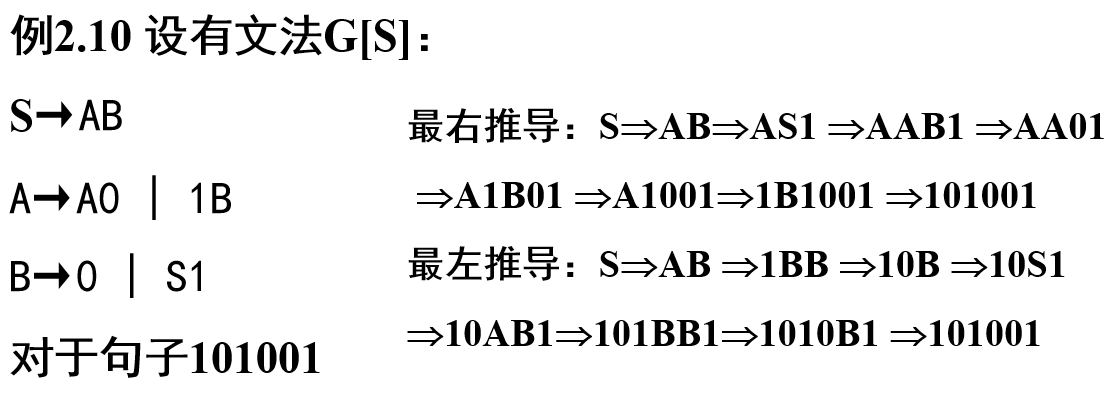 例2.10 设有文法G[S]：
S→AB
A→A0 | 1B
B→0 | S1
对于句子101001
最右推导：S⇒AB⇒AS1 ⇒AAB1 ⇒AA01
⇒A1B01 ⇒A1001⇒1B1001 ⇒101001
最左推导：S⇒AB ⇒1BB ⇒10B ⇒10S1
⇒10AB1⇒101BB1⇒1010B1 ⇒101001